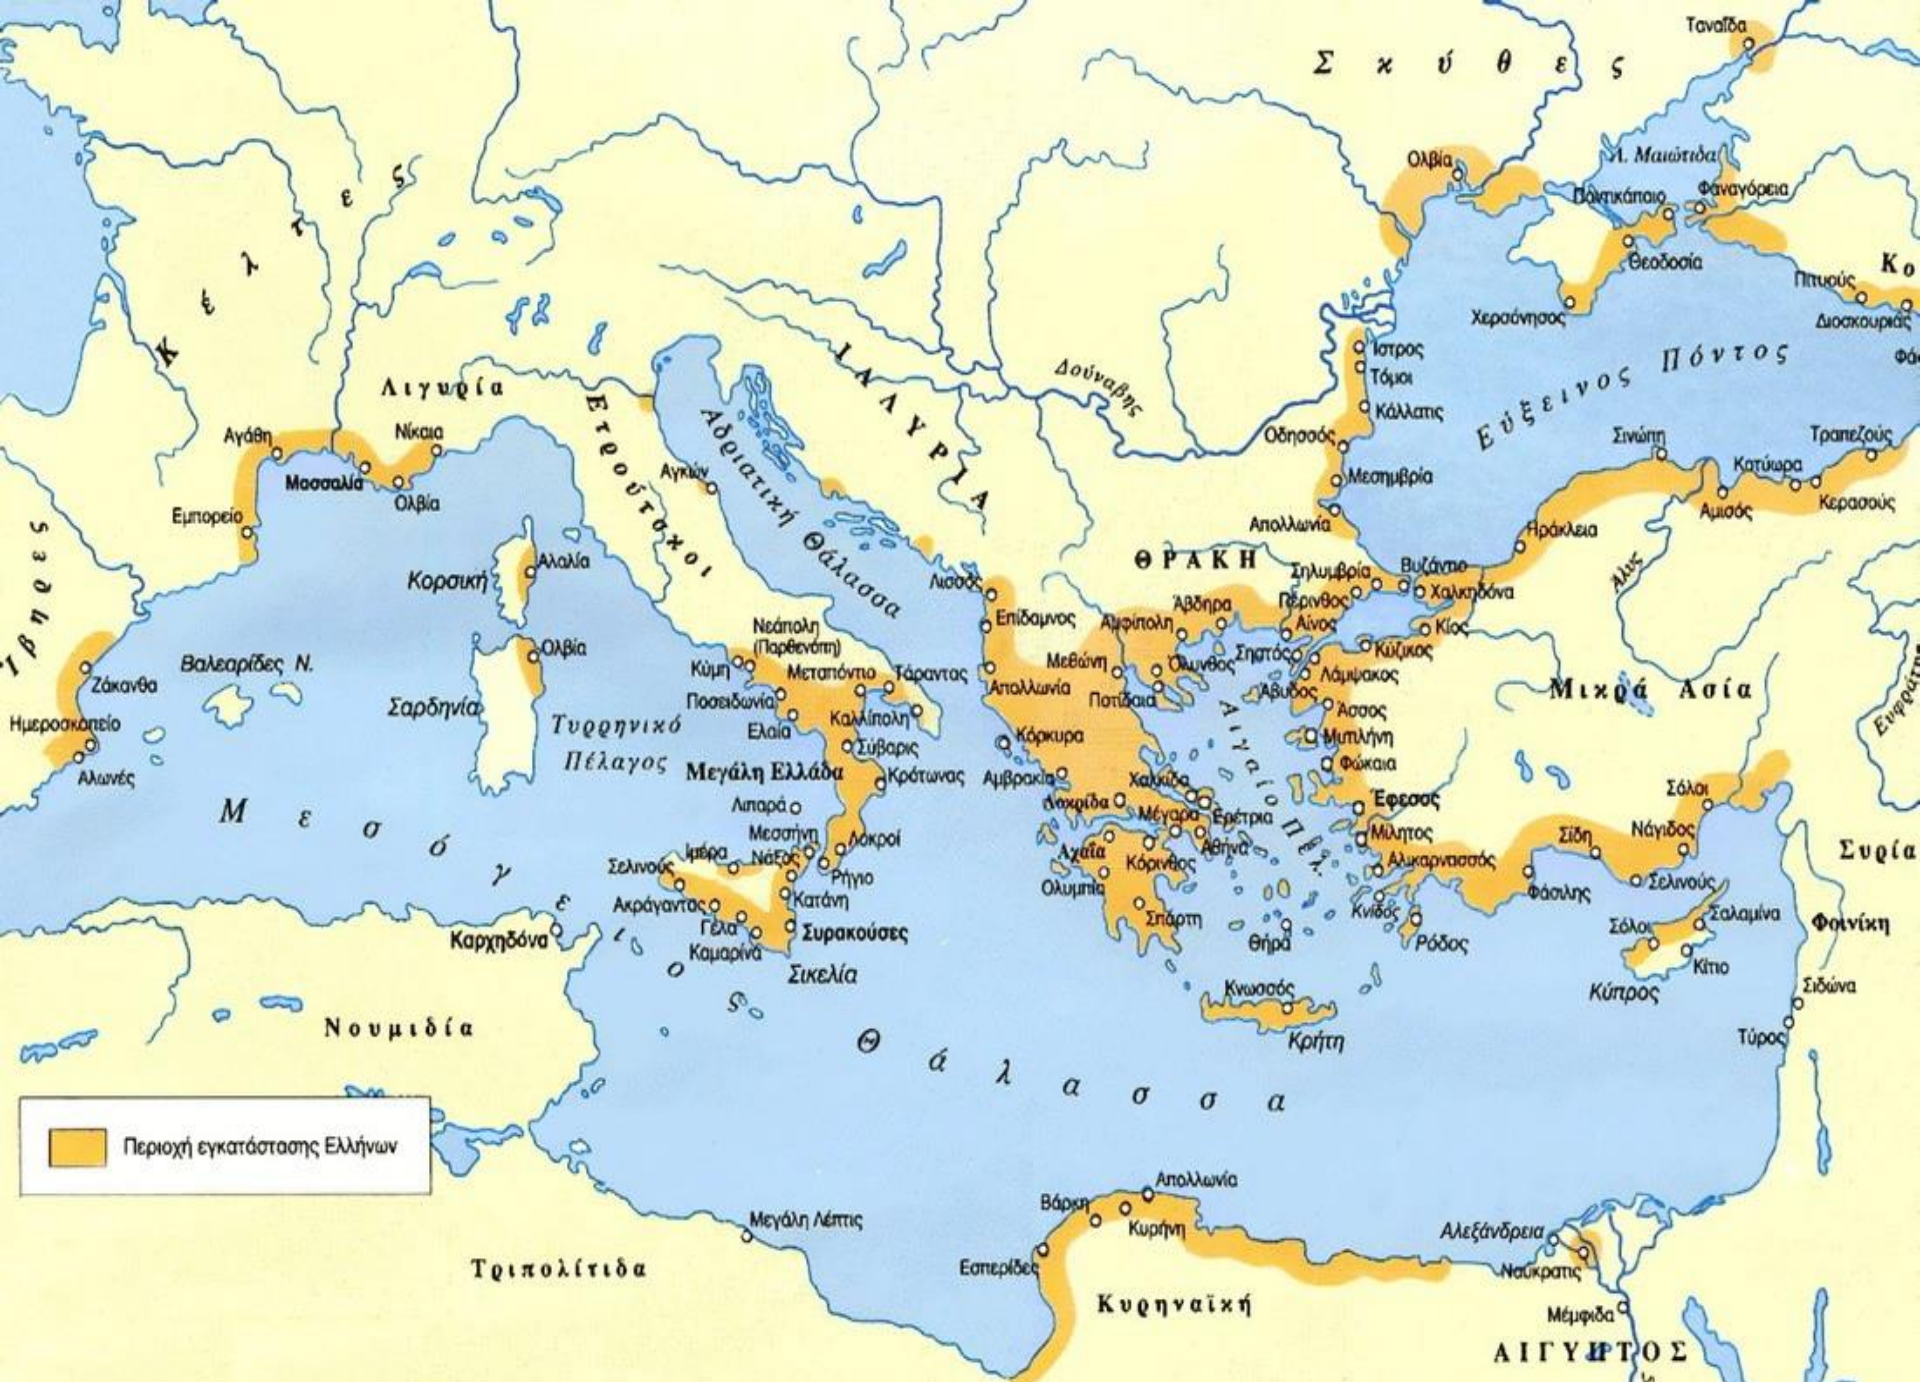 Ταναΐδα
Σκύθες
Ολβία
Λ. Μαιώτιδα
Παντικάπαιο
Φαναγόρεια
Θεοδοσία
Χερσόνησος
Πιτυούς
Κο
Διοσκουριάς
Φάσ
Κέλτες
Λιγυρία
Ετρούσκοι
ΙΛΛΥΡΙΑ
Δούναβης
Ίστρος
Τόμοι
Κάλλατις
Οδησσός
Μεσημβρία
Απολλωνία
Εύξεινος Πόντος
Σινώπη
Τραπεζούς
Κοτύωρα
Κερασούς
Αμισός
Ηράκλεια
Άλυς
Αγάθη
Νίκαια
Μασσαλία
Ολβία
Εμπορείο
Αγκών
Αδριατική Θάλασσα
Κορσική
Αλαλία
Ολβία
Σαρδηνία
Ίβηρες
Βαλεαρίδες Ν.
Ζάκανθα
Ημεροσκοπείο
Αλωνές
Τυρρηνικό
Πέλαγος
Νεάπολη
(Παρθενόπη)
Κύμη
Μεταπόντιο
Τάραντας
Ποσειδωνία
Καλλίπολη
Ελαία
Σύβαρις
Μεγάλη Ελλάδα
Κρότωνας
Λιπαρά
Μεσσήνη
Λοκροί
Ιμέρα
Νάξος
Ρήγιο
Σελινούς
Κατάνη
Ακράγαντας
Γέλα
Συρακούσες
Καμαρίνα
Σικελία
ΘΡΑΚΗ
Λισσός
Επίδαμνος
Απολλωνία
Σηλυμβρία
Βυζάντιο
Χαλκηδόνα
Πέρινθος
Άβδηρα
Αμφίπολη
Αίνος
Κίος
Μεθώνη
Όλυνθος
Σηστός
Κύζικος
Λάμψακος
Ποτίδαια
Άβυδος
Άσσος
Μικρά Ασία
Ευφράτης
Κόρκυρα
Μυτιλήνη
Φώκαια
Αμβρακία
Αιγαίο Πέλ.
Χαλκίδα
Λοκρίδα
Μέγαρα
Ερέτρια
Έφεσος
Μίλητος
Αχαΐα
Κόρινθος
Αθήνα
Αλικαρνασσός
Ολυμπία
Σπάρτη
Θήρα
Κνίδος
Ρόδος
Σόλοι
Σίδη
Νάγιδος
Φάσιλης
Σελινούς
Συρία
Σόλοι
Σαλαμίνα
Κίτιο
Κύπρος
Φοινίκη
Σιδώνα
Τύρος
Κνωσσός
Κρήτη
Μεσόγειος Θάλασσα
Καρχηδόνα
Νουμιδία
Περιοχή εγκατάστασης Ελλήνων
Μεγάλη Λέπτις
Τριπολίτιδα
Απολλωνία
Βάρκη
Κυρήνη
Εσπερίδες
Κυρηναϊκή
Αλεξάνδρεια
Ναύκρατις
Μέμφιδα
ΑΙΓΥΠΤΟΣ